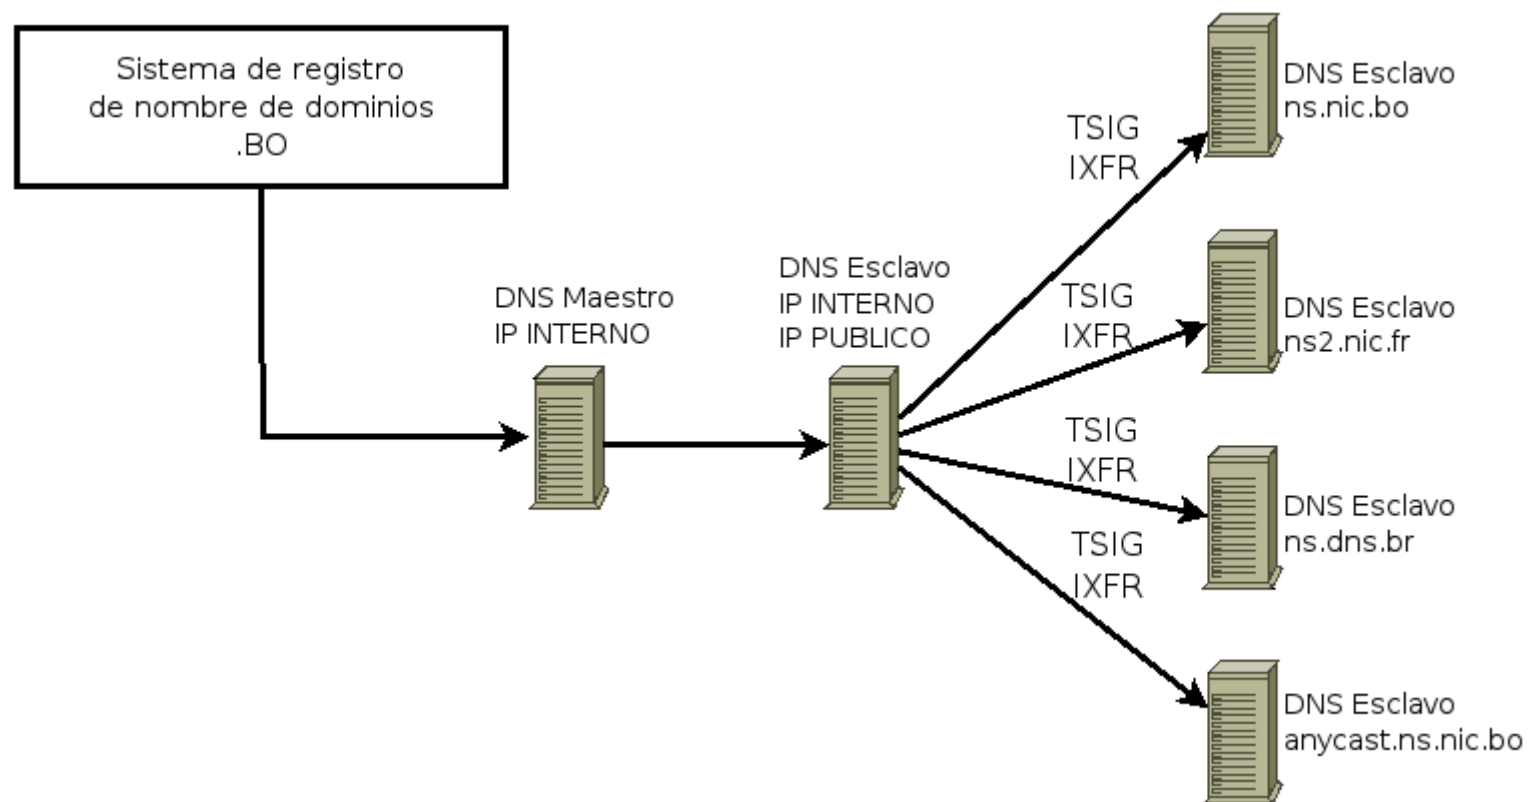 Sistema de registro
de nombre de dominios
.BO
DNS Maestro
IP INTERNO
DNS Esclavo
IP INTERNO
IP PUBLICO
TSIG
IXFR
DNS Esclavo
ns.nic.bo
TSIG
IXFR
DNS Esclavo
ns2.nic.fr
TSIG
IXFR
DNS Esclavo
ns.dns.br
TSIG
IXFR
DNS Esclavo
anycast.ns.nic.bo